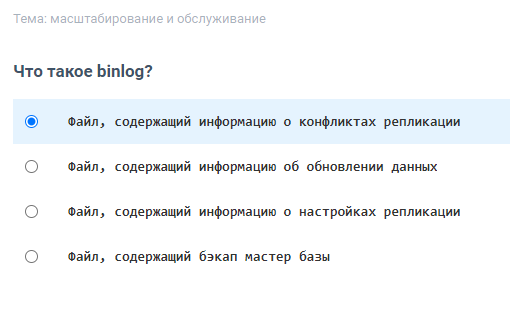 Тема: масштабирование и обслуживание
Что такое binlog?
Файл, содержащий информацию о конфликтах репликации
Файл, содержащий информацию об обновлении данных
Файл, содержащий информацию о настройках репликации
Файл, содержащий бэкап мастер базы